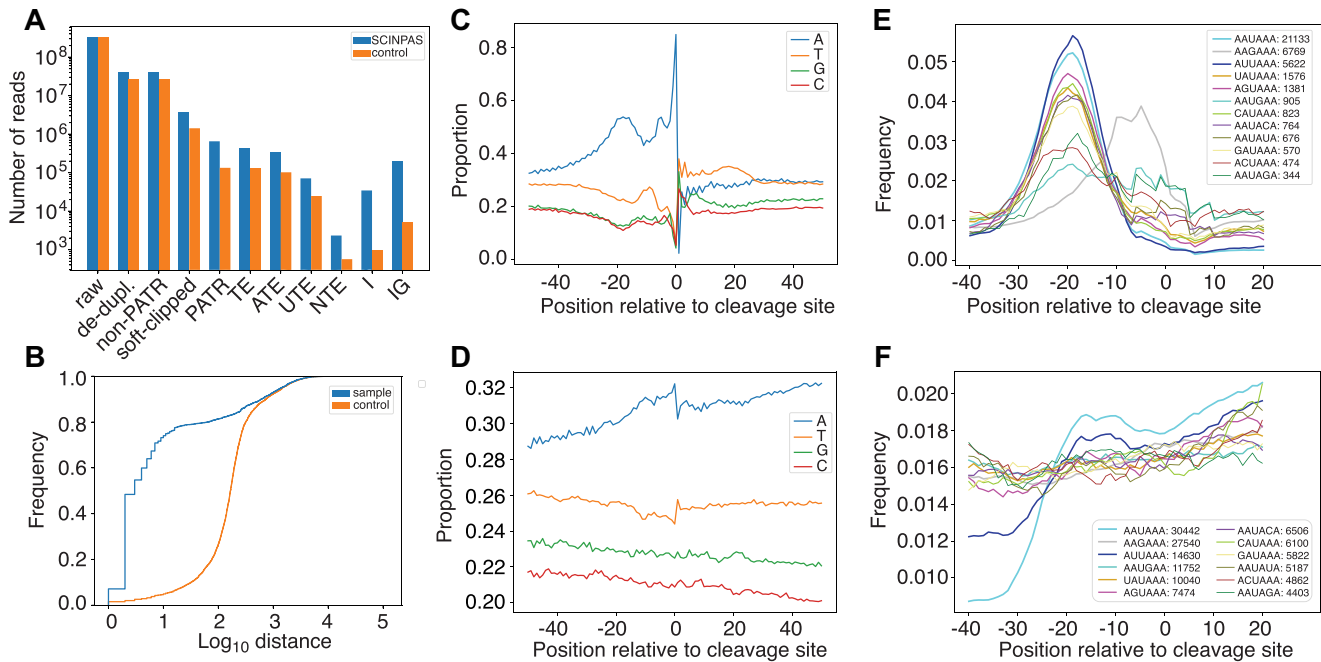 A
Number of reads
10^8
10^7
10^6
10^5
10^4
10^3
SCINPAS
control
raw
de-dupl.
non-PATR
soft-clipped
PATR
TE
ATE
UTE
NTE
I
IG
B
Frequency
1.0
0.8
0.6
0.4
0.2
0.0
sample
control
0 1 2 3 4 5
Log10 distance
C
Proportion
0.8
0.6
0.4
0.2
0.0
A
T
G
C
-40 -20 0 20 40
Position relative to cleavage site
D
Proportion
0.32
0.30
0.28
0.26
0.24
0.22
0.20
A
T
G
C
-40 -20 0 20 40
Position relative to cleavage site
E
Frequency
0.05
0.04
0.03
0.02
0.01
0.00
AAUAAA: 21133
AAGAAA: 6769
AUUAAA: 5622
UAUAAA: 1576
AGUAAA: 1381
AAUGAA: 905
CAUAAA: 823
AAUACA: 764
AAUAUA: 676
GAUAAA: 570
ACUAAA: 474
AAUAGA: 344
-40 -30 -20 -10 0 10 20
Position relative to cleavage site
F
Frequency
0.020
0.018
0.016
0.014
0.012
0.010
AAUAAA: 30442
AAGAAA: 27540
AUUAAA: 14630
AAUGAA: 11752
UAUAAA: 10040
AGUAAA: 7474
AAUACA: 6506
CAUAAA: 6100
GAUAAA: 5822
AAUAUA: 5187
ACUAAA: 4862
AAUAGA: 4403
-40 -30 -20 -10 0 10 20
Position relative to cleavage site